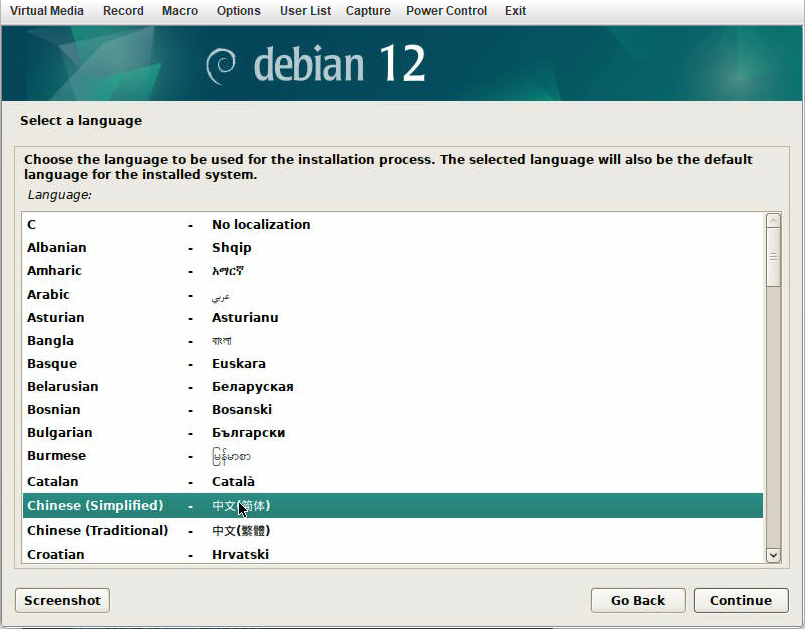 Virtual Media Record Macro Options User List Capture Power Control Exit
debian 12
Select a language
Choose the language to be used for the installation process. The selected language will also be the default
language for the installed system.
Language:
C - No localization
Albanian - Shqip
Amharic - አማርኛ
Arabic - عربي
Asturian - Asturianu
Bangla - বাংলা
Basque - Euskara
Belarusian - Беларуская
Bosnian - Bosanski
Bulgarian - Български
Burmese - မြန်မာစာ
Catalan - Català
Chinese (Simplified) - 中文(简体)
Chinese (Traditional) - 中文(繁體)
Croatian - Hrvatski
Screenshot Go Back Continue